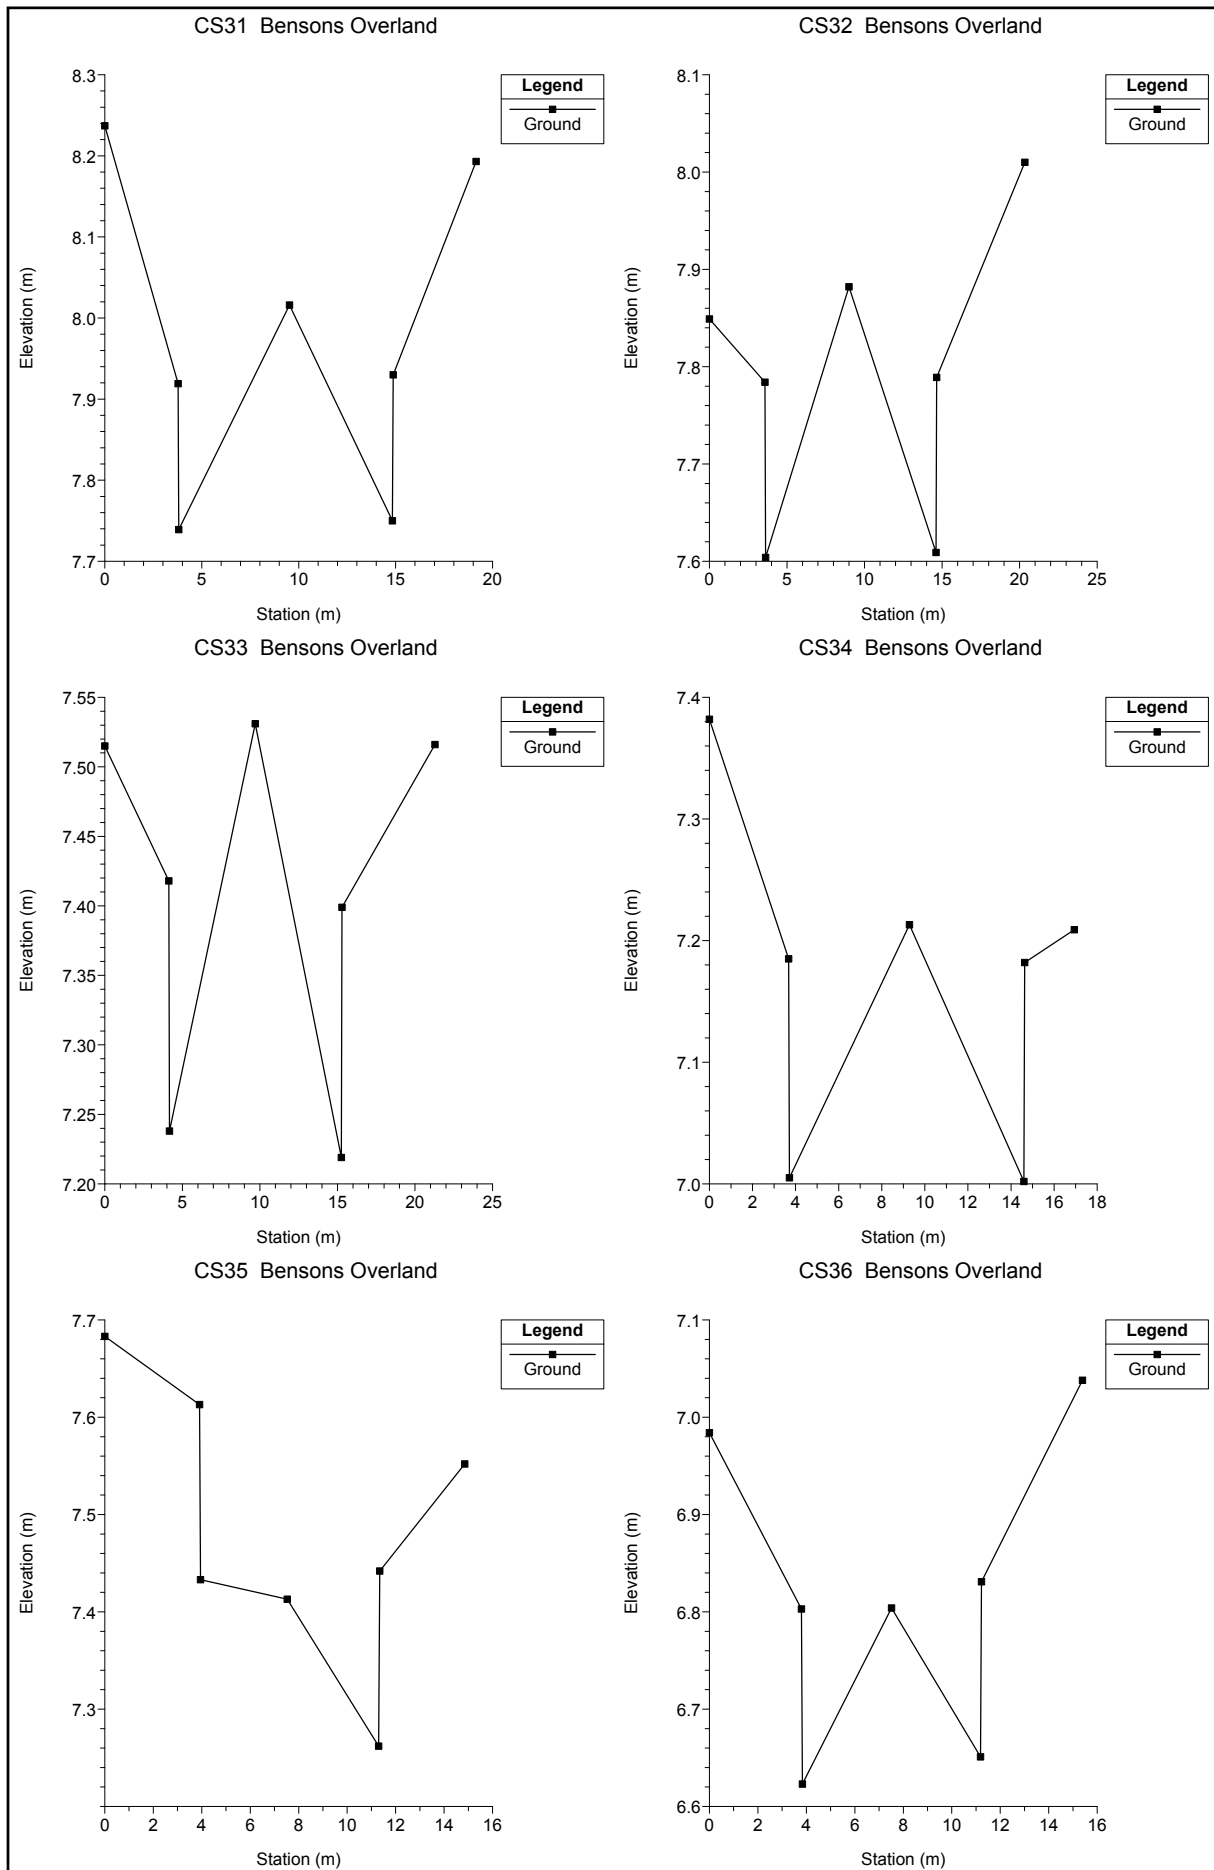 CS31 Bensons Overland
8.3
8.2
8.1
8.0
7.9
7.8
7.7
Elevation (m)
0 5 10 15 20
Station (m)
Legend
Ground
CS32 Bensons Overland
8.1
8.0
7.9
7.8
7.7
7.6
Elevation (m)
0 5 10 15 20 25
Station (m)
Legend
Ground
CS33 Bensons Overland
7.55
7.50
7.45
7.40
7.35
7.30
7.25
7.20
Elevation (m)
0 5 10 15 20 25
Station (m)
Legend
Ground
CS34 Bensons Overland
7.4
7.3
7.2
7.1
7.0
Elevation (m)
0 2 4 6 8 10 12 14 16 18
Station (m)
Legend
Ground
CS35 Bensons Overland
7.7
7.6
7.5
7.4
7.3
Elevation (m)
0 2 4 6 8 10 12 14 16
Station (m)
Legend
Ground
CS36 Bensons Overland
7.1
7.0
6.9
6.8
6.7
6.6
Elevation (m)
0 2 4 6 8 10 12 14 16
Station (m)
Legend
Ground